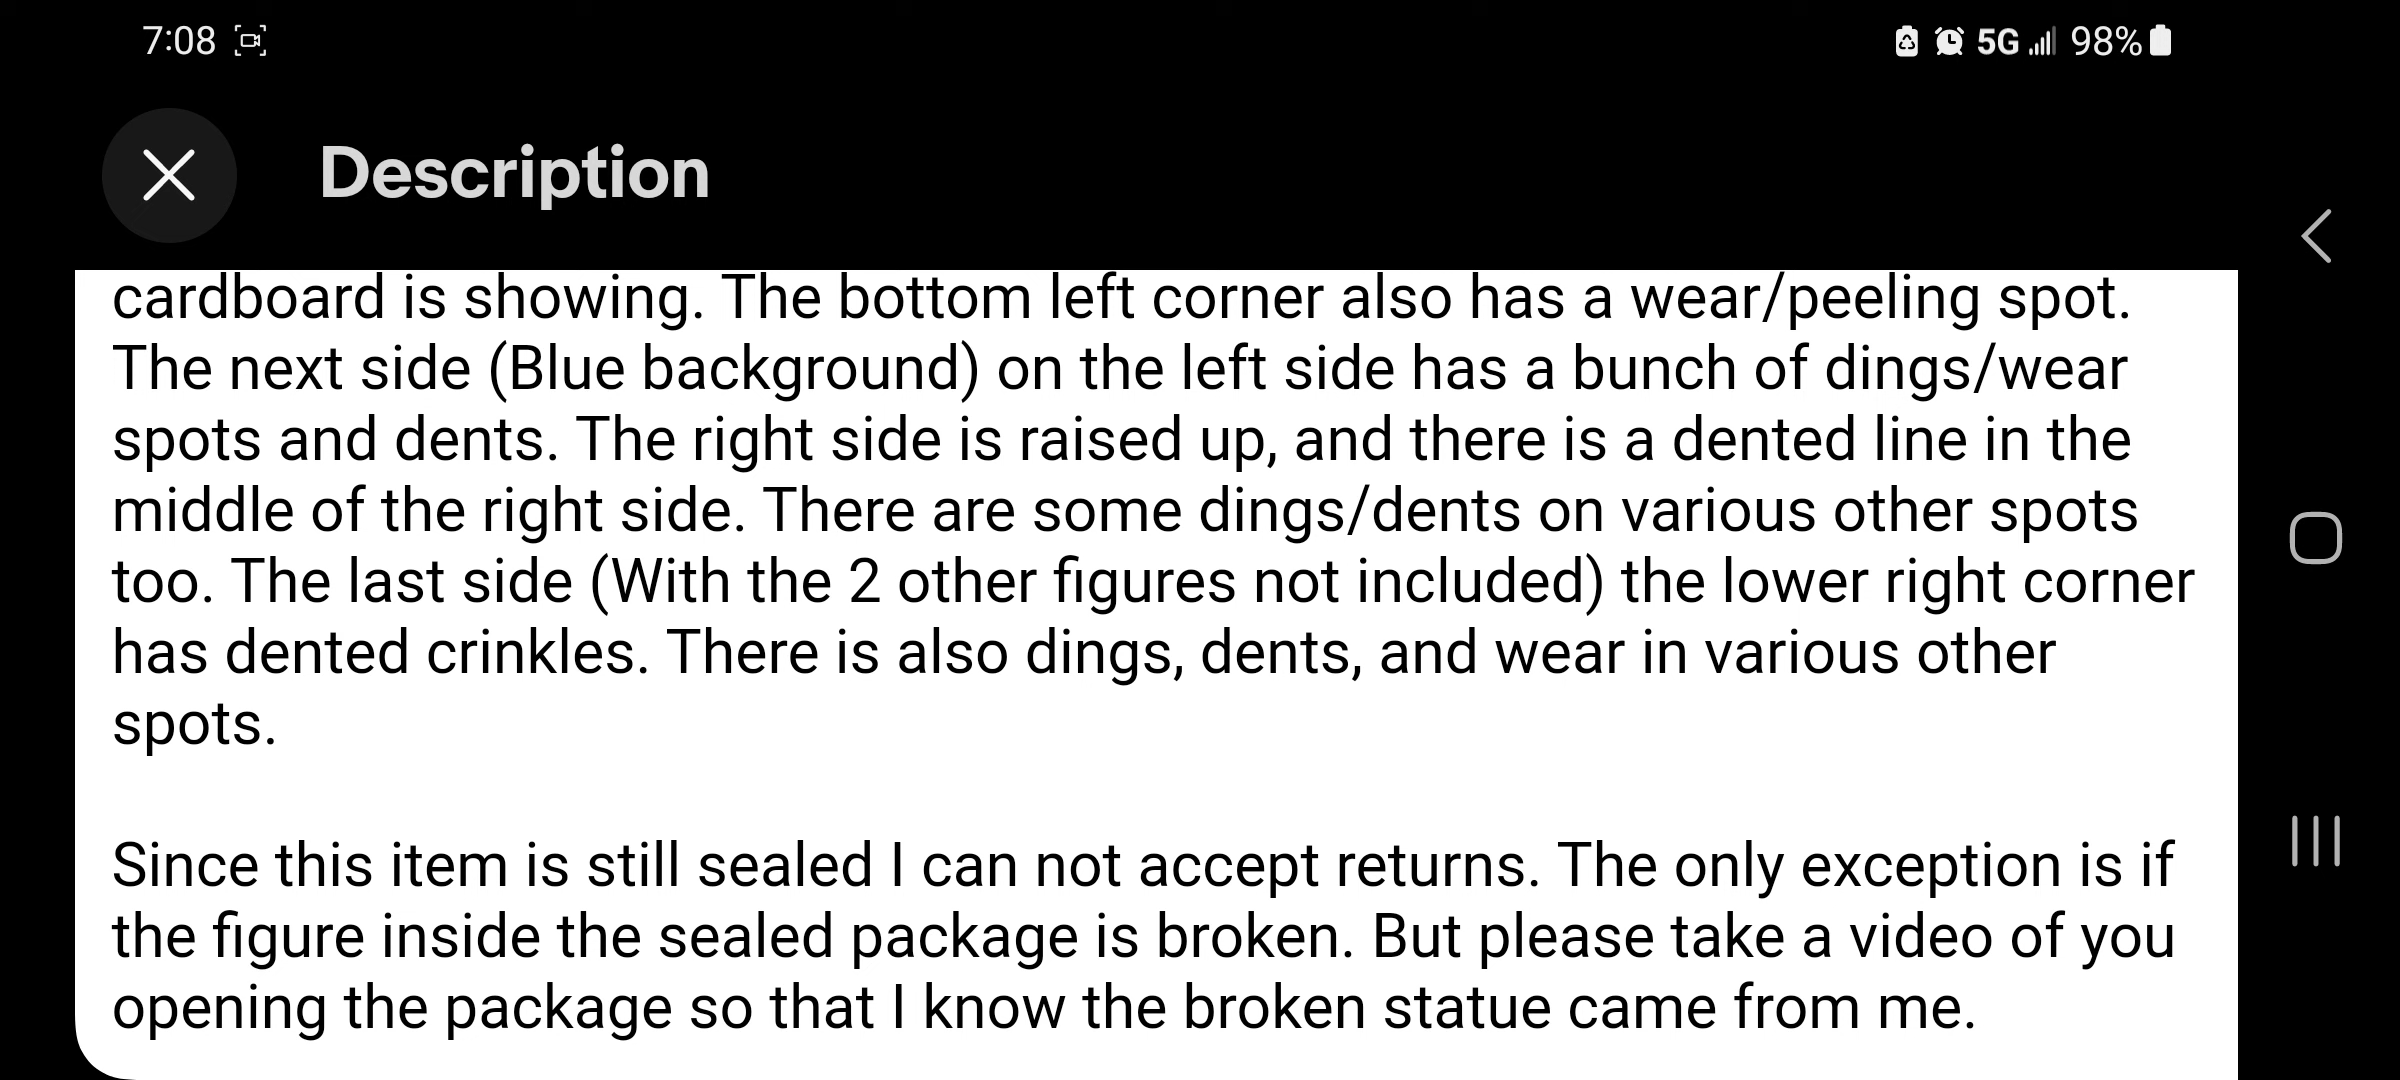 7:08
5G 98%
Description
cardboard is showing. The bottom left corner also has a wear/peeling spot.
The next side (Blue background) on the left side has a bunch of dings/wear
spots and dents. The right side is raised up, and there is a dented line in the
middle of the right side. There are some dings/dents on various other spots
too. The last side (With the 2 other figures not included) the lower right corner
has dented crinkles. There is also dings, dents, and wear in various other
spots.
Since this item is still sealed I can not accept returns. The only exception is if
the figure inside the sealed package is broken. But please take a video of you
opening the package so that I know the broken statue came from me.